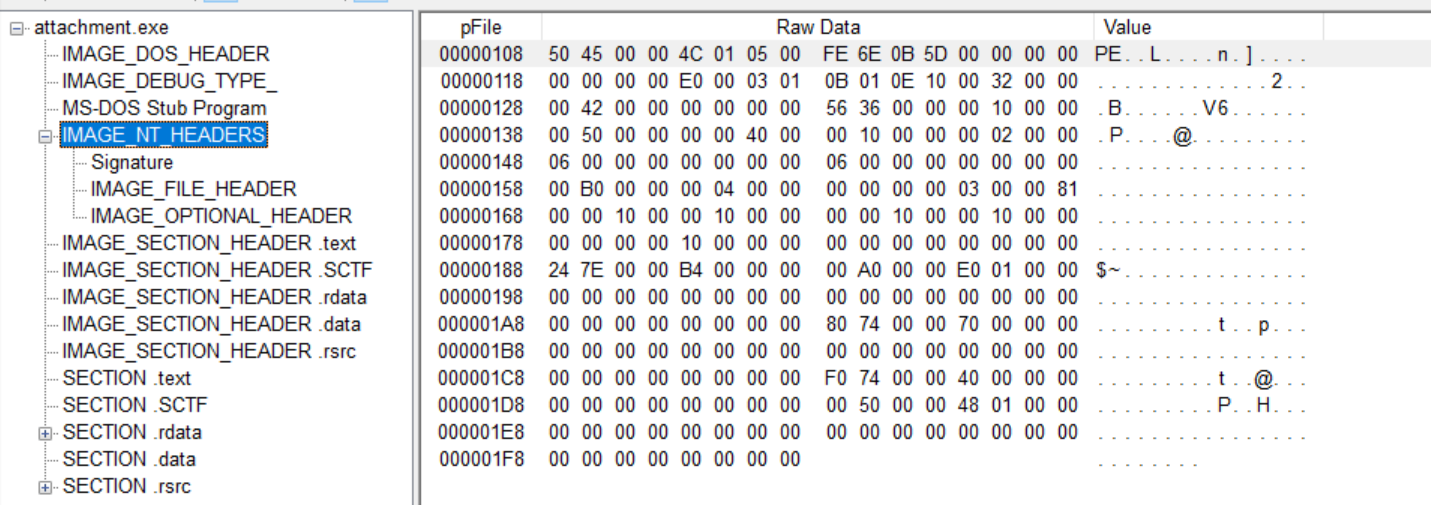 attachment.exe
IMAGE_DOS_HEADER
IMAGE_DEBUG_TYPE_
MS-DOS Stub Program
IMAGE_NT_HEADERS
Signature
IMAGE_FILE_HEADER
IMAGE_OPTIONAL_HEADER
IMAGE_SECTION_HEADER .text
IMAGE_SECTION_HEADER .SCTF
IMAGE_SECTION_HEADER .rdata
IMAGE_SECTION_HEADER .data
IMAGE_SECTION_HEADER .rsrc
SECTION .text
SECTION .SCTF
SECTION .rdata
SECTION .data
SECTION .rsrc
pFile Raw Data Value
00000108 50 45 00 00 4C 01 05 00 FE 6E 0B 5D 00 00 00 00 PE..L....n.]....
00000118 00 00 00 00 E0 00 03 01 0B 01 0E 10 00 32 00 00 .............2..
00000128 00 42 00 00 00 00 00 00 56 36 00 00 00 10 00 00 .B......V6......
00000138 00 50 00 00 00 00 40 00 00 10 00 00 00 02 00 00 .P....@.........
00000148 06 00 00 00 00 00 00 00 06 00 00 00 00 00 00 00 ................
00000158 00 B0 00 00 00 04 00 00 00 00 00 00 03 00 00 81 ................
00000168 00 00 10 00 00 10 00 00 00 00 10 00 00 10 00 00 ................
00000178 00 00 00 00 10 00 00 00 00 00 00 00 00 00 00 00 ................
00000188 24 7E 00 00 B4 00 00 00 00 A0 00 00 E0 01 00 00 $~..............
00000198 00 00 00 00 00 00 00 00 00 00 00 00 00 00 00 00 ................
000001A8 00 00 00 00 00 00 00 00 80 74 00 00 70 00 00 00 .........t..p...
000001B8 00 00 00 00 00 00 00 00 00 00 00 00 00 00 00 00 ................
000001C8 00 00 00 00 00 00 00 00 F0 74 00 00 40 00 00 00 .........t..@...
000001D8 00 00 00 00 00 00 00 00 00 50 00 00 48 01 00 00 .........P..H...
000001E8 00 00 00 00 00 00 00 00 00 00 00 00 00 00 00 00 ................
000001F8 00 00 00 00 00 00 00 00 ........